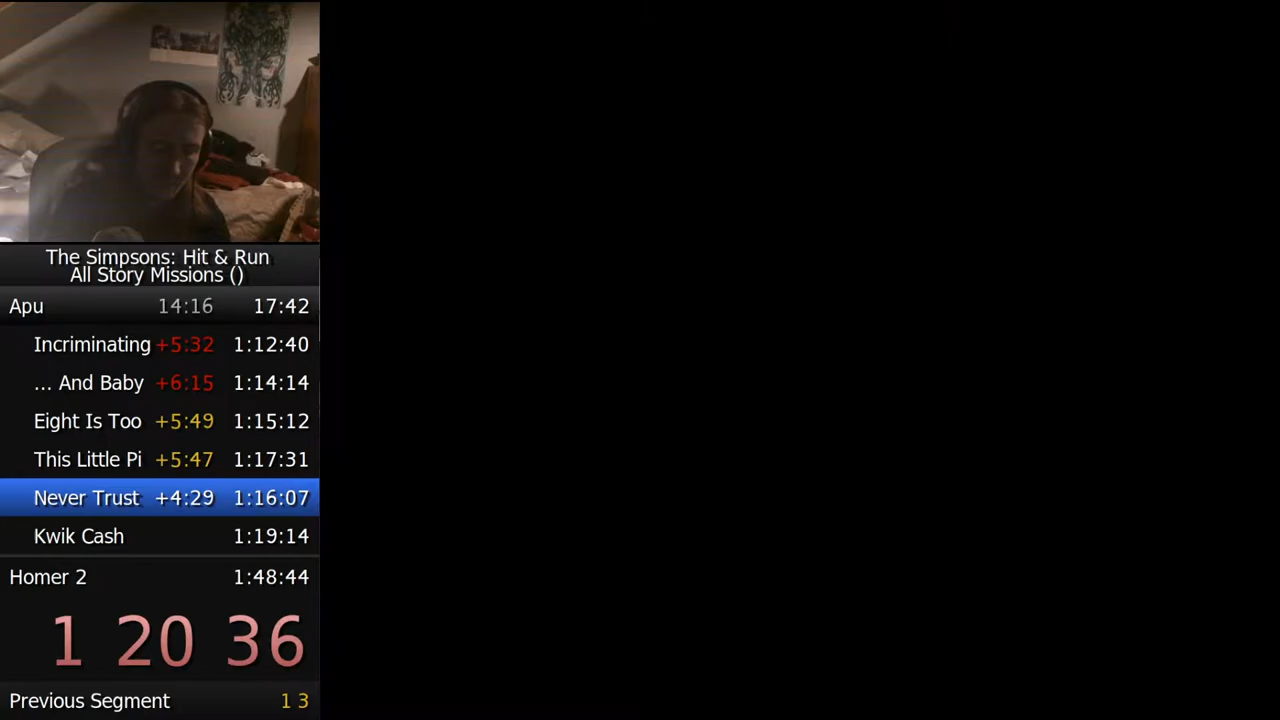 The Simpsons: Hit & Run
All Story Missions ()
Apu 14:16 17:42
Incriminating +5:32 1:12:40
... And Baby +6:15 1:14:14
Eight Is Too +5:49 1:15:12
This Little Pi +5:47 1:17:31
Never Trust +4:29 1:16:07
Kwik Cash 1:19:14
Homer 2 1:48:44
1 20 36
Previous Segment 1 3